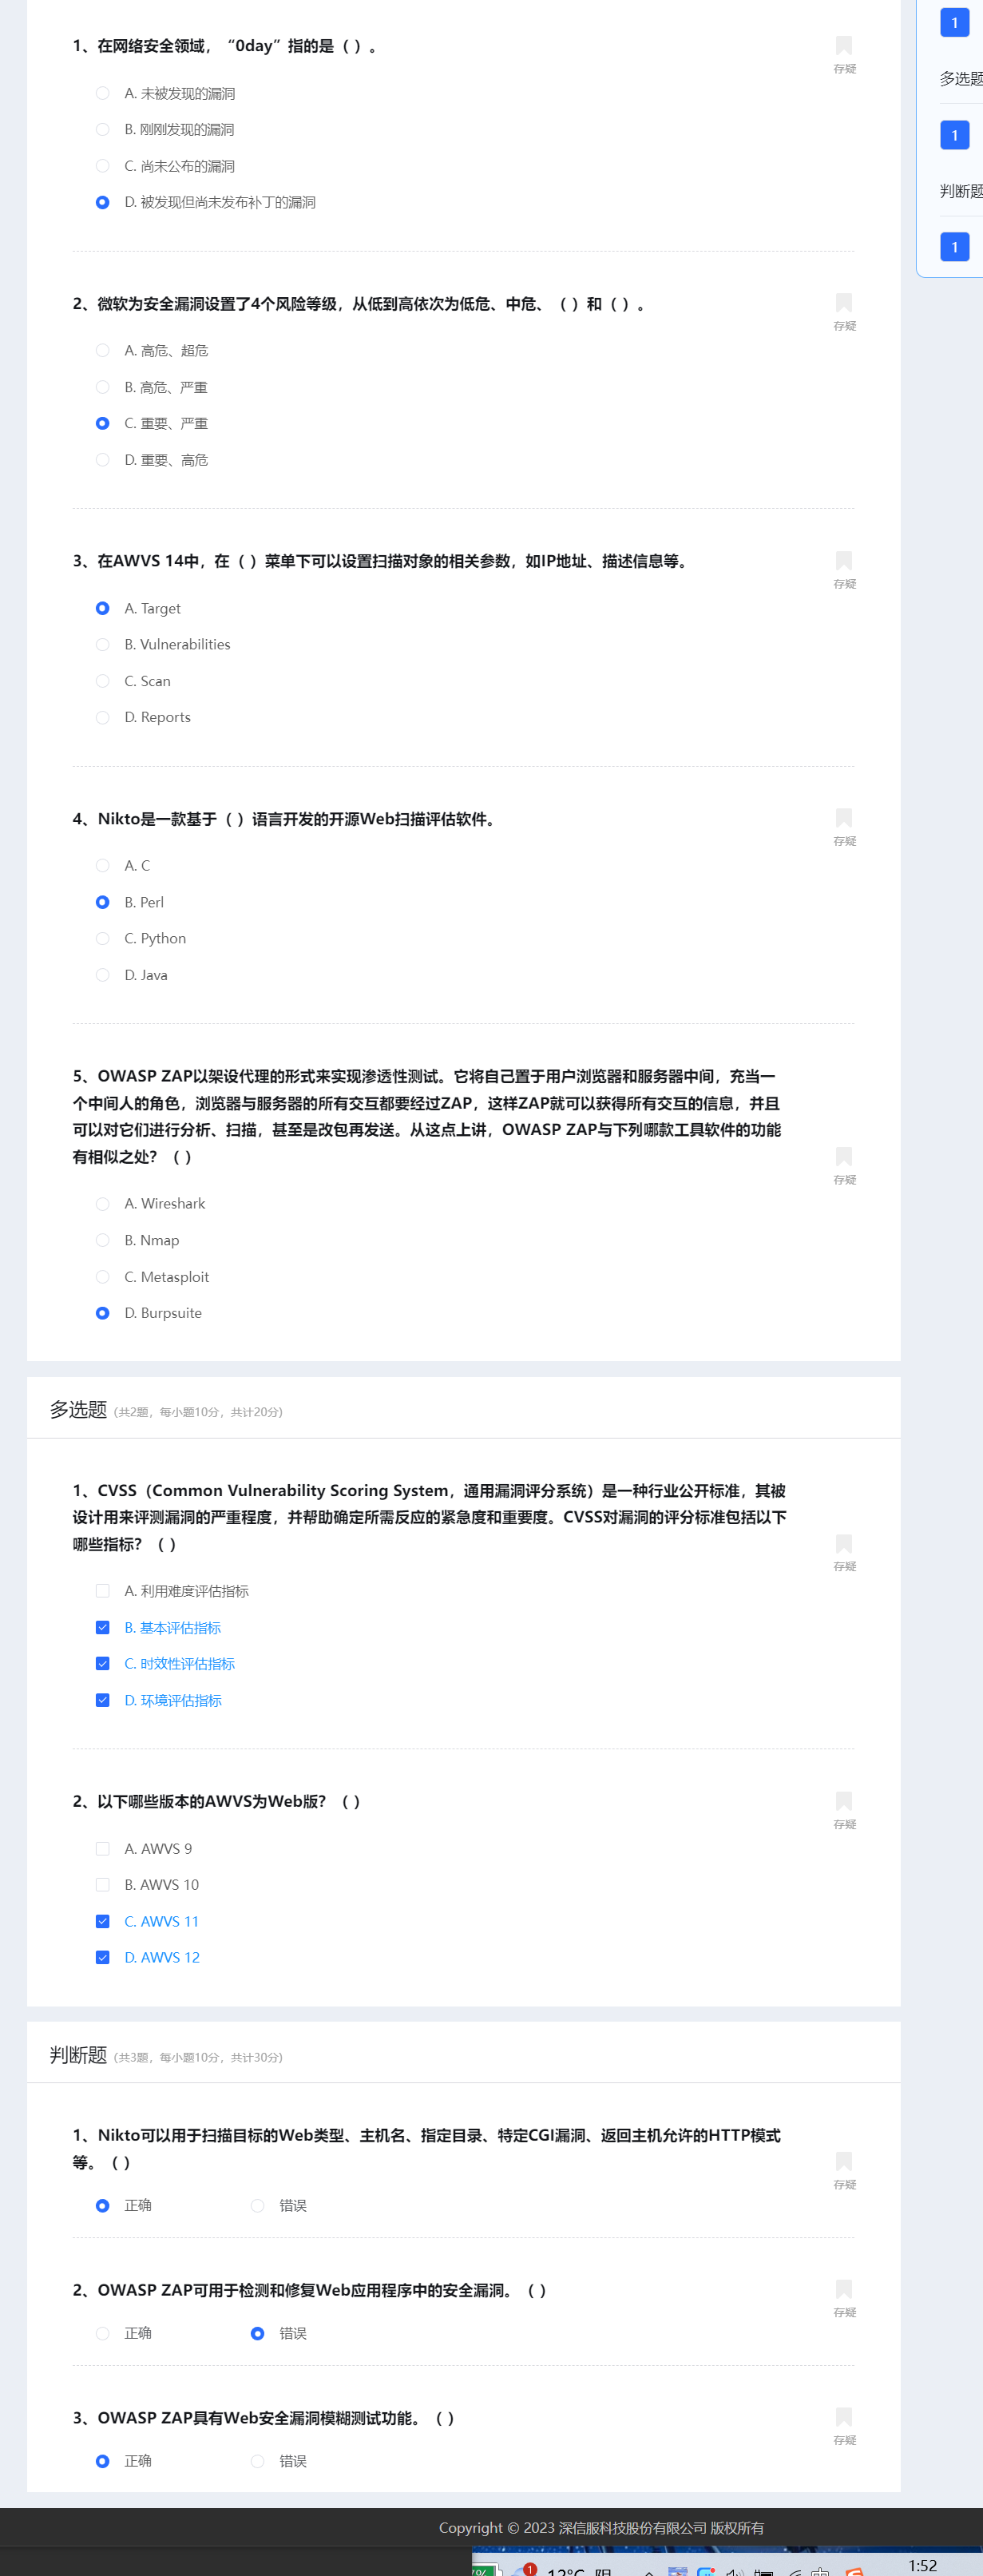 1、在网络安全领域，“0day”指的是（ ）。
存疑
A. 未被发现的漏洞
B. 刚刚发现的漏洞
C. 尚未公布的漏洞
D. 被发现但尚未发布补丁的漏洞
1
多选题
1
判断题
1
2、微软为安全漏洞设置了4个风险等级，从低到高依次为低危、中危、（ ）和（ ）。
存疑
A. 高危、超危
B. 高危、严重
C. 重要、严重
D. 重要、高危
3、在AWVS 14中，在（ ）菜单下可以设置扫描对象的相关参数，如IP地址、描述信息等。
存疑
A. Target
B. Vulnerabilities
C. Scan
D. Reports
4、Nikto是一款基于（ ）语言开发的开源Web扫描评估软件。
存疑
A. C
B. Perl
C. Python
D. Java
5、OWASP ZAP以架设代理的形式来实现渗透性测试。它将自己置于用户浏览器和服务器中间，充当一
个中间人的角色，浏览器与服务器的所有交互都要经过ZAP，这样ZAP就可以获得所有交互的信息，并且
可以对它们进行分析、扫描，甚至是改包再发送。从这点上讲，OWASP ZAP与下列哪款工具软件的功能
有相似之处？（ ）
存疑
A. Wireshark
B. Nmap
C. Metasploit
D. Burpsuite
多选题（共2题，每小题10分，共计20分）
1、CVSS（Common Vulnerability Scoring System，通用漏洞评分系统）是一种行业公开标准，其被
设计用来评测漏洞的严重程度，并帮助确定所需反应的紧急度和重要度。CVSS对漏洞的评分标准包括以下
哪些指标？（ ）
存疑
A. 利用难度评估指标
B. 基本评估指标
C. 时效性评估指标
D. 环境评估指标
2、以下哪些版本的AWVS为Web版？（ ）
存疑
A. AWVS 9
B. AWVS 10
C. AWVS 11
D. AWVS 12
判断题（共3题，每小题10分，共计30分）
1、Nikto可以用于扫描目标的Web类型、主机名、指定目录、特定CGI漏洞、返回主机允许的HTTP模式
等。（ ）
存疑
正确 错误
2、OWASP ZAP可用于检测和修复Web应用程序中的安全漏洞。（ ）
存疑
正确 错误
3、OWASP ZAP具有Web安全漏洞模糊测试功能。（ ）
存疑
正确 错误
Copyright © 2023 深信服科技股份有限公司 版权所有
1 12°C 阴 中 1:52